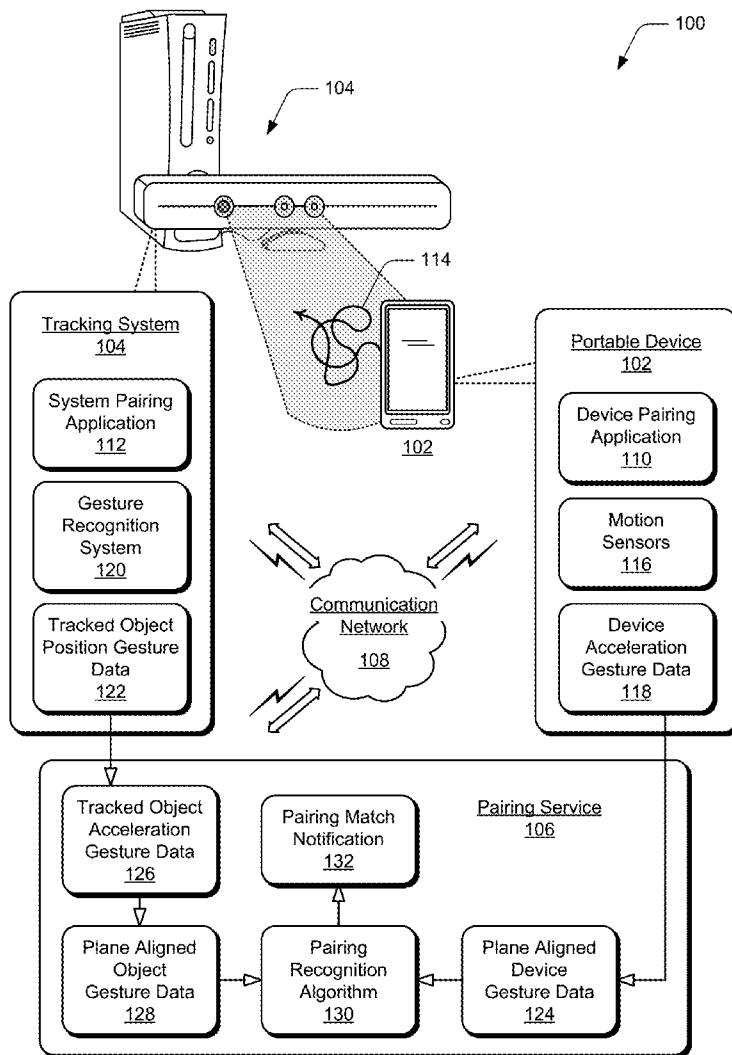 100
104
114
102
Tracking System
104
System Pairing
Application
112
Gesture
Recognition
System
120
Tracked Object
Position Gesture
Data
122
Communication
Network
108
Portable Device
102
Device Pairing
Application
110
Motion
Sensors
116
Device
Acceleration
Gesture Data
118
Pairing Service
106
Tracked Object
Acceleration
Gesture Data
126
Pairing Match
Notification
132
Plane Aligned
Object
Gesture Data
128
Pairing
Recognition
Algorithm
130
Plane Aligned
Device
Gesture Data
124